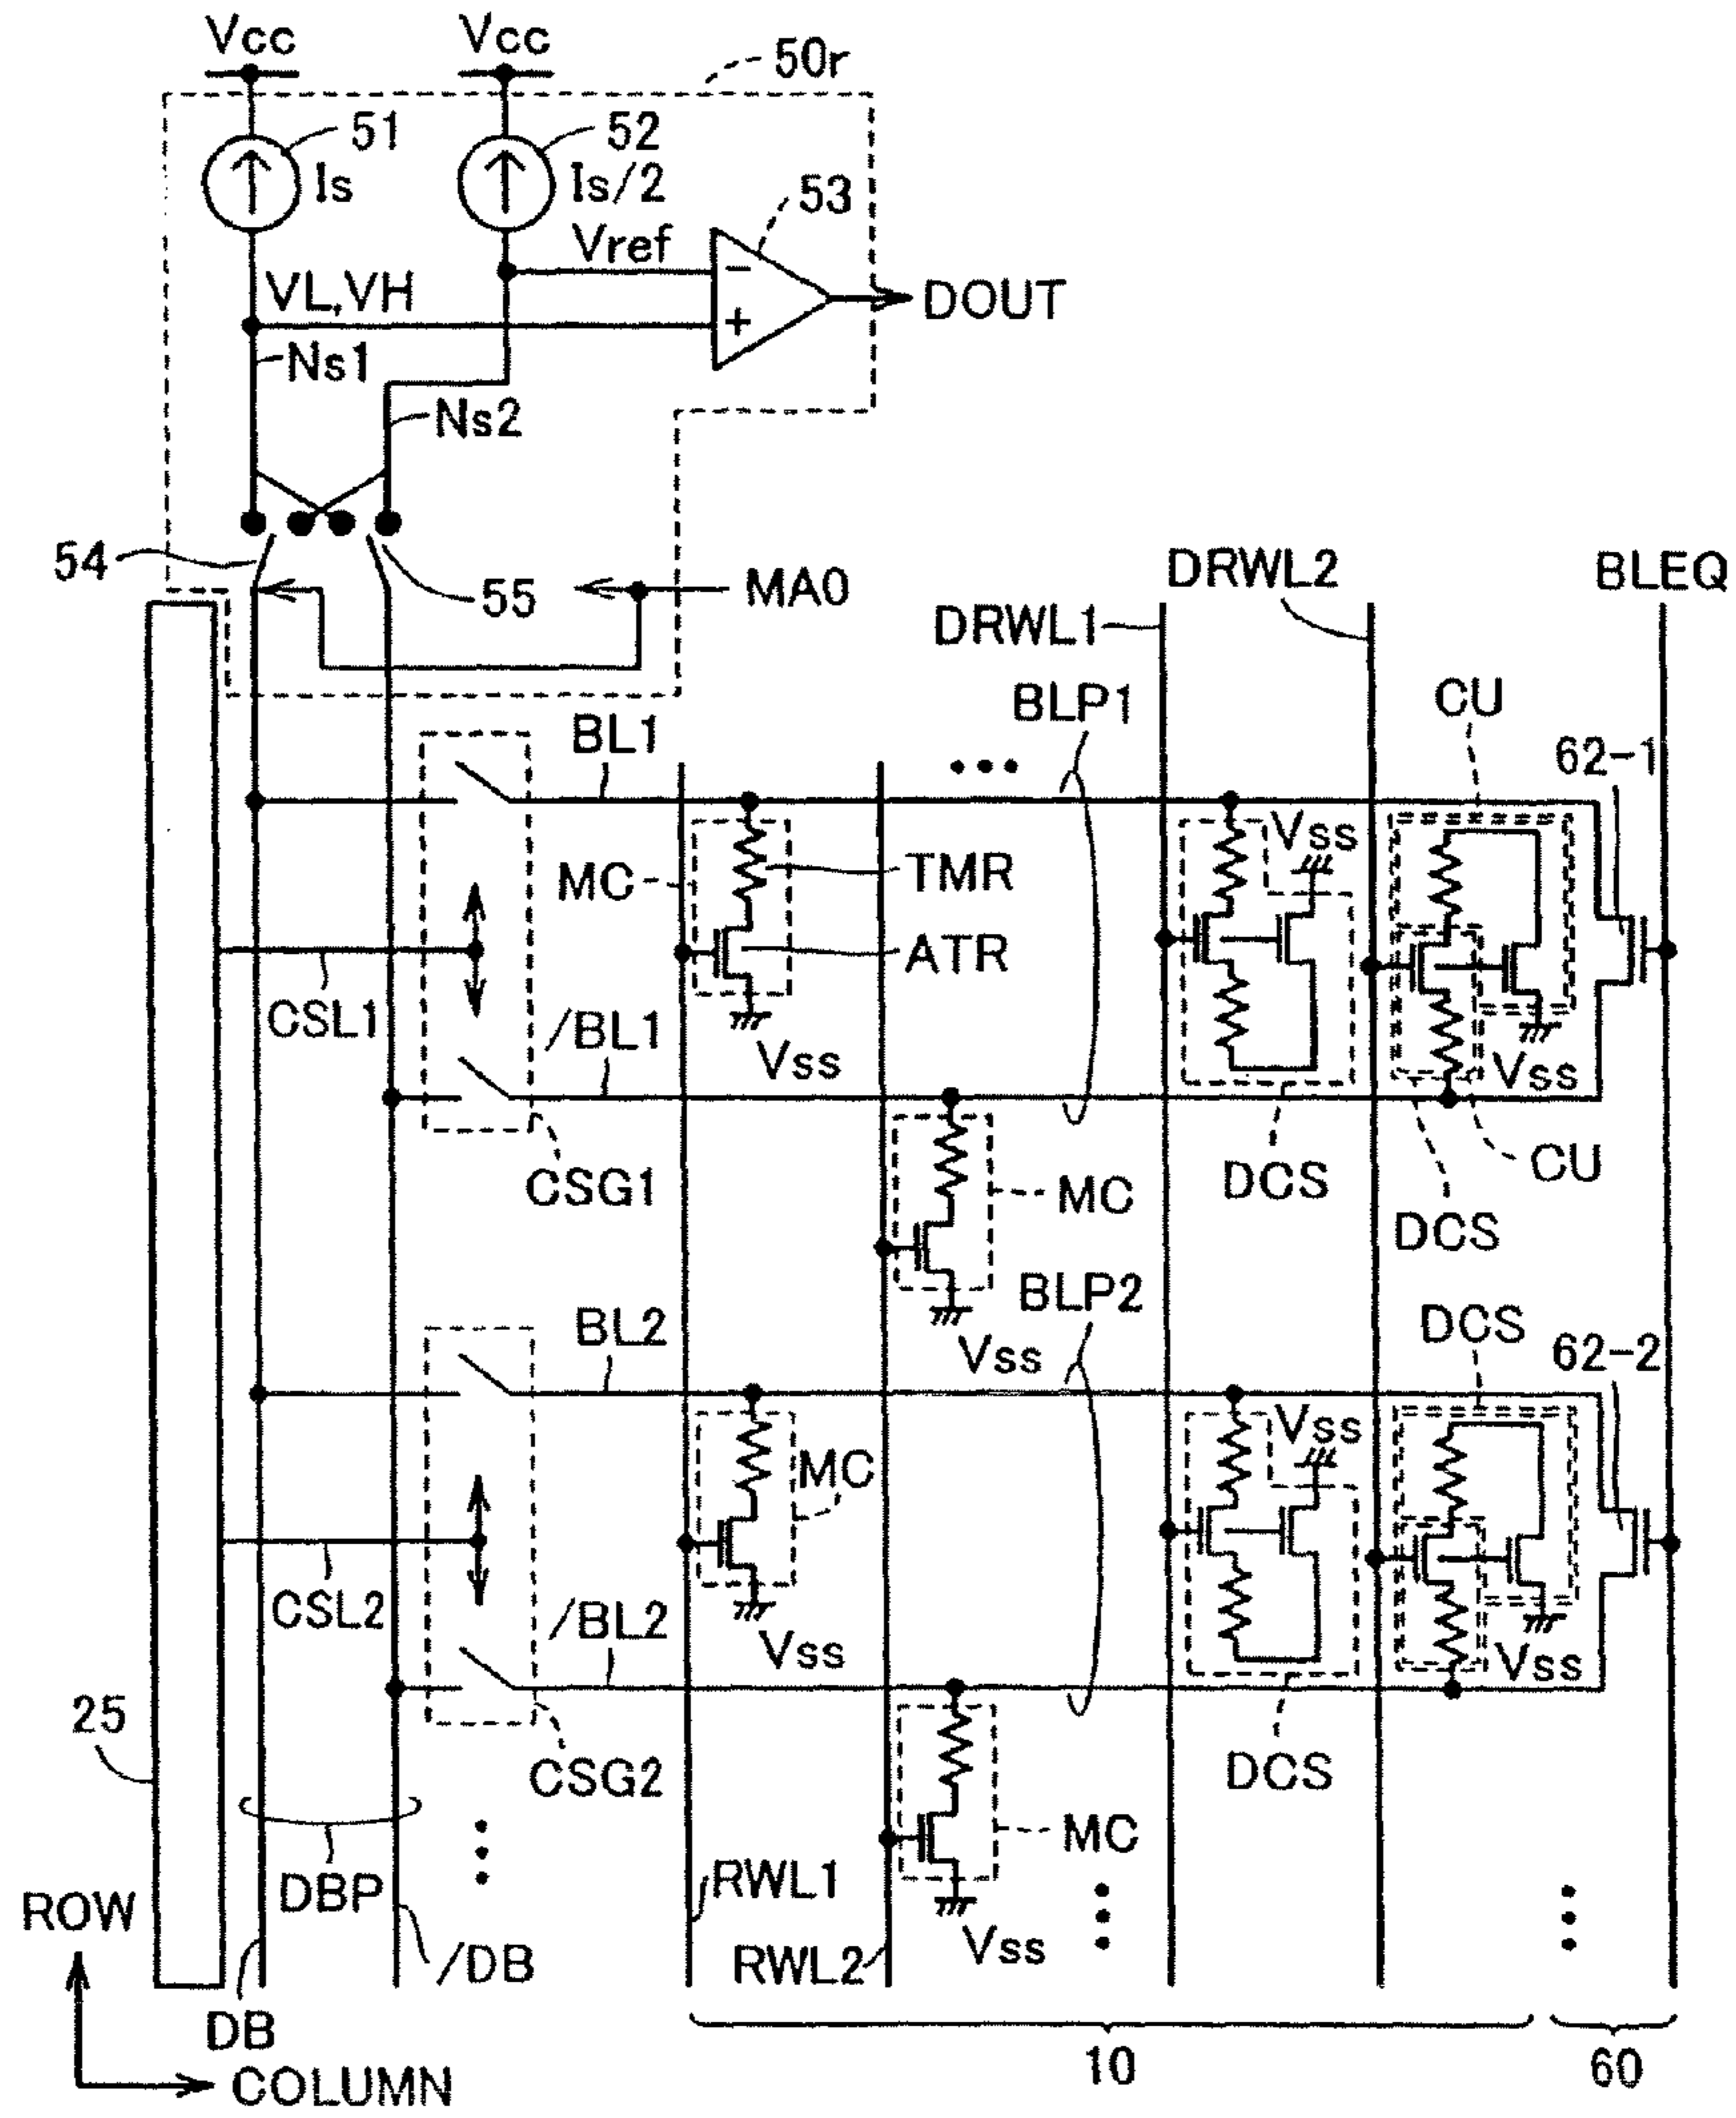 Vcc
Vcc
50r
51
Is
52
Is/2
53
Vref
−
+
DOUT
VL,VH
Ns1
Ns2
54
55
MA0
DRWL1
DRWL2
BLEQ
BLP1
CU
62-1
BL1
•••
MC
TMR
ATR
Vss
Vss
CSL1
/BL1
Vss
Vss
CSG1
MC
DCS
CU
DCS
BLP2
DCS
62-2
BL2
Vss
MC
Vss
CSL2
/BL2
Vss
Vss
25
CSG2
DCS
MC
DBP
RWL1
ROW
/DB
RWL2
Vss
DB
COLUMN
10
60